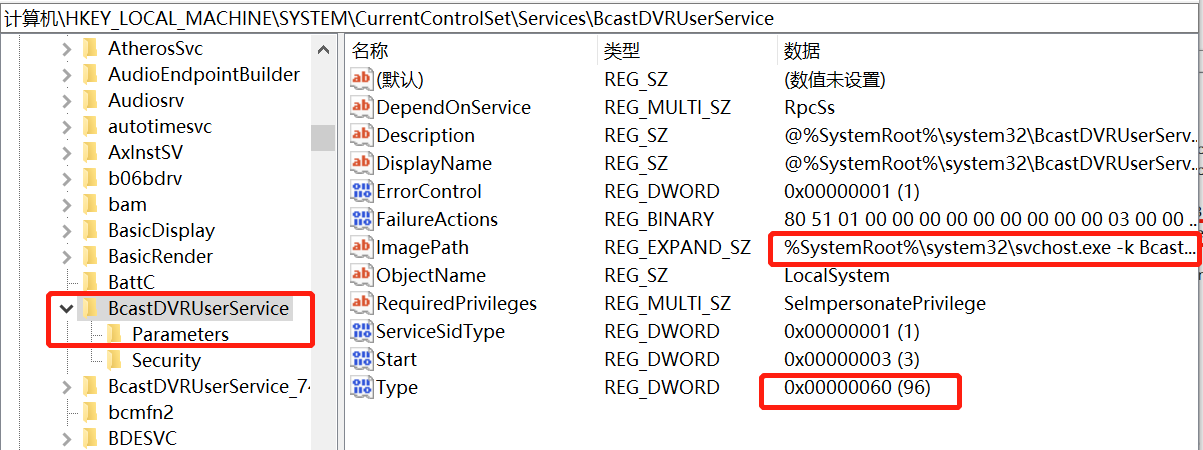 计算机\HKEY_LOCAL_MACHINE\SYSTEM\CurrentControlSet\Services\BcastDVRUserService
AtherosSvc
AudioEndpointBuilder
Audiosrv
autotimesvc
AxInstSV
b06bdrv
bam
BasicDisplay
BasicRender
BattC
BcastDVRUserService
Parameters
Security
BcastDVRUserService_74
bcmfn2
BDESVC
名称 类型 数据
(默认) REG_SZ (数值未设置)
DependOnService REG_MULTI_SZ RpcSs
Description REG_SZ @%SystemRoot%\system32\BcastDVRUserServ...
DisplayName REG_SZ @%SystemRoot%\system32\BcastDVRUserServ...
ErrorControl REG_DWORD 0x00000001 (1)
FailureActions REG_BINARY 80 51 01 00 00 00 00 00 00 00 00 00 03 00 00 ...
ImagePath REG_EXPAND_SZ %SystemRoot%\system32\svchost.exe -k Bcast...
ObjectName REG_SZ LocalSystem
RequiredPrivileges REG_MULTI_SZ SeImpersonatePrivilege
ServiceSidType REG_DWORD 0x00000001 (1)
Start REG_DWORD 0x00000003 (3)
Type REG_DWORD 0x00000060 (96)